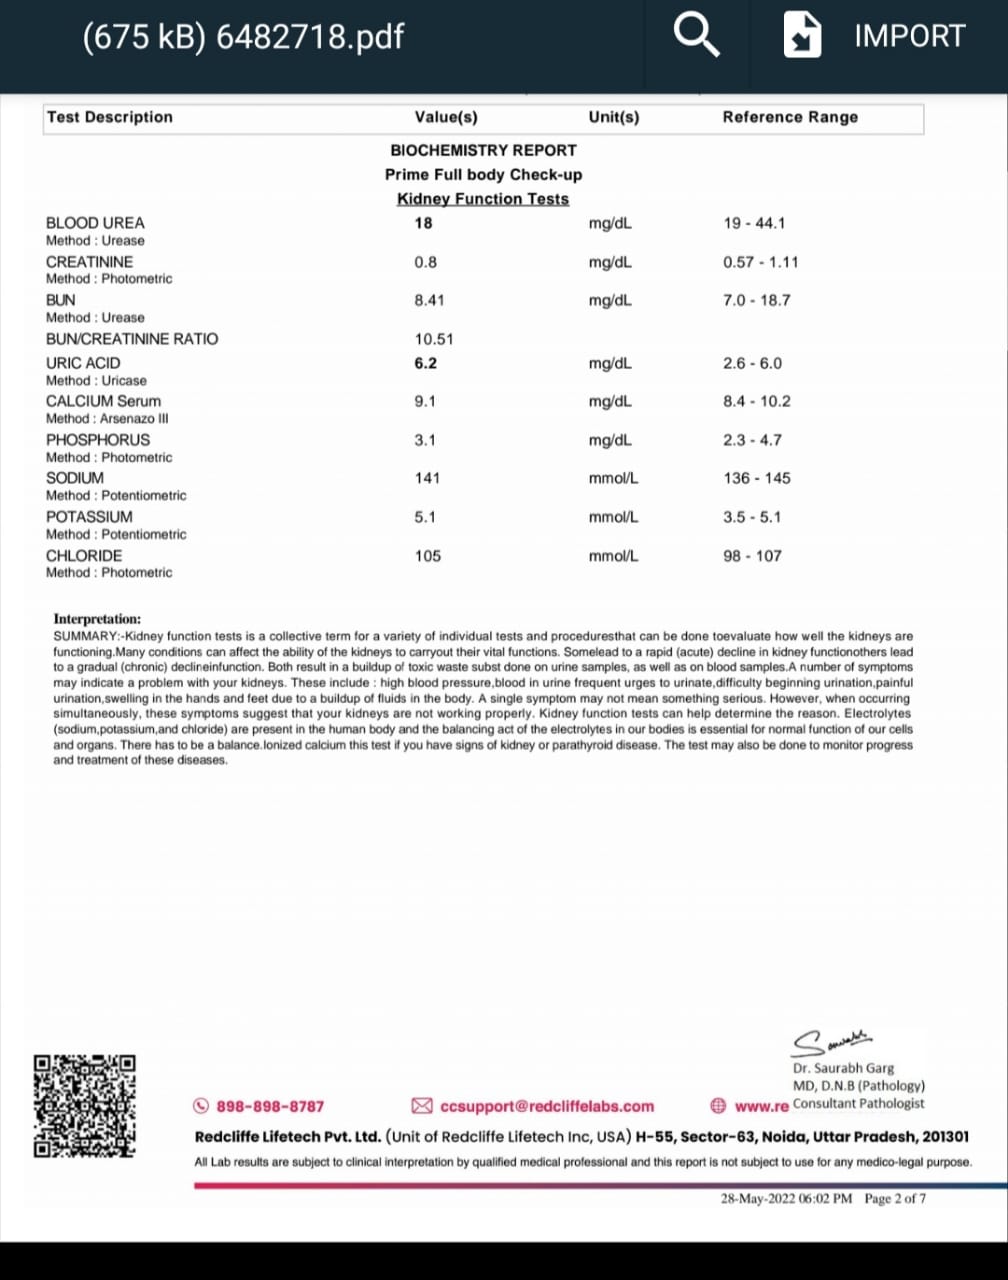 (675 kB) 6482718.pdf IMPORT
Test Description Value(s) Unit(s) Reference Range
BIOCHEMISTRY REPORT
Prime Full body Check-up
Kidney Function Tests
BLOOD UREA 18 mg/dL 19 - 44.1
Method : Urease
CREATININE 0.8 mg/dL 0.57 - 1.11
Method : Photometric
BUN 8.41 mg/dL 7.0 - 18.7
Method : Urease
BUN/CREATININE RATIO 10.51
URIC ACID 6.2 mg/dL 2.6 - 6.0
Method : Uricase
CALCIUM Serum 9.1 mg/dL 8.4 - 10.2
Method : Arsenazo III
PHOSPHORUS 3.1 mg/dL 2.3 - 4.7
Method : Photometric
SODIUM 141 mmol/L 136 - 145
Method : Potentiometric
POTASSIUM 5.1 mmol/L 3.5 - 5.1
Method : Potentiometric
CHLORIDE 105 mmol/L 98 - 107
Method : Photometric
Interpretation:
SUMMARY:-Kidney function tests is a collective term for a variety of individual tests and proceduresthat can be done toevaluate how well the kidneys are
functioning.Many conditions can affect the ability of the kidneys to carryout their vital functions. Somelead to a rapid (acute) decline in kidney functionothers lead
to a gradual (chronic) declineinfunction. Both result in a buildup of toxic waste subst done on urine samples, as well as on blood samples.A number of symptoms
may indicate a problem with your kidneys. These include : high blood pressure,blood in urine frequent urges to urinate,difficulty beginning urination,painful
urination,swelling in the hands and feet due to a buildup of fluids in the body. A single symptom may not mean something serious. However, when occurring
simultaneously, these symptoms suggest that your kidneys are not working properly. Kidney function tests can help determine the reason. Electrolytes
(sodium,potassium,and chloride) are present in the human body and the balancing act of the electrolytes in our bodies is essential for normal function of our cells
and organs. There has to be a balance.Ionized calcium this test if you have signs of kidney or parathyroid disease. The test may also be done to monitor progress
and treatment of these diseases.
Saurabh
Dr. Saurabh Garg
MD, D.N.B (Pathology)
898-898-8787 ccsupport@redcliffelabs.com www.re Consultant Pathologist
Redcliffe Lifetech Pvt. Ltd. (Unit of Redcliffe Lifetech Inc, USA) H-55, Sector-63, Noida, Uttar Pradesh, 201301
All Lab results are subject to clinical interpretation by qualified medical professional and this report is not subject to use for any medico-legal purpose.
28-May-2022 06:02 PM Page 2 of 7